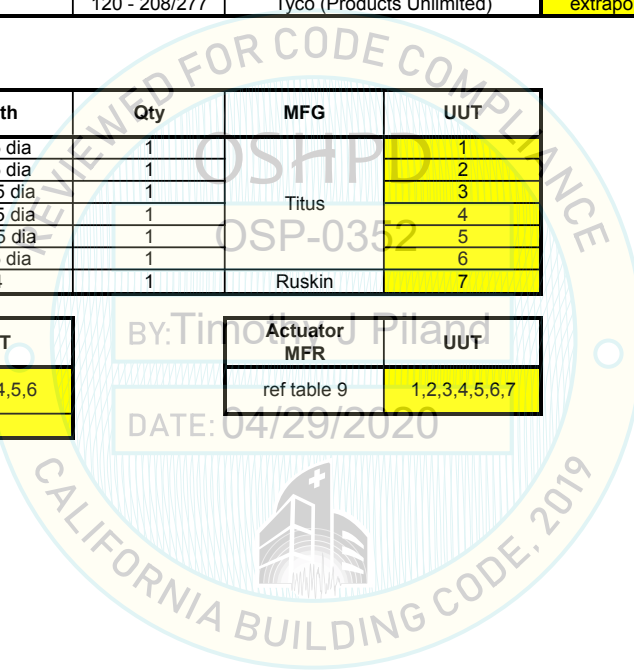 120 - 208/277 Tyco (Products Unlimited) extrapo
th Qty MFG UUT
dia 1 1
dia 1 2
5 dia 1 3
5 dia 1 Titus 4
5 dia 1 5
dia 1 6
1 Ruskin 7
T Actuator MFR UUT
4,5,6 ref table 9 1,2,3,4,5,6,7
REVIEWED FOR CODE COMPLIANCE
OSHPD
OSP-0352
BY: Timothy J Piland
DATE: 04/29/2020
CALIFORNIA BUILDING CODE, 2019